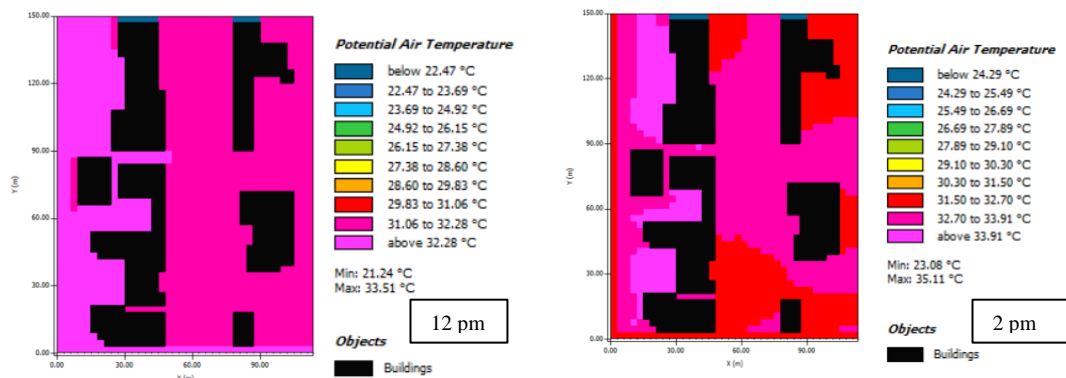 150.00
120.00
90.00
60.00
30.00
0.00
Y (m)
0.00 30.00 60.00 90.00
X (m)
Potential Air Temperature
below 22.47 °C
22.47 to 23.69 °C
23.69 to 24.92 °C
24.92 to 26.15 °C
26.15 to 27.38 °C
27.38 to 28.60 °C
28.60 to 29.83 °C
29.83 to 31.06 °C
31.06 to 32.28 °C
above 32.28 °C
Min: 21.24 °C
Max: 33.51 °C
12 pm
Objects
Buildings
150.00
120.00
90.00
60.00
30.00
0.00
Y (m)
0.00 30.00 60.00 90.00
X (m)
Potential Air Temperature
below 24.29 °C
24.29 to 25.49 °C
25.49 to 26.69 °C
26.69 to 27.89 °C
27.89 to 29.10 °C
29.10 to 30.30 °C
30.30 to 31.50 °C
31.50 to 32.70 °C
32.70 to 33.91 °C
above 33.91 °C
Min: 23.08 °C
Max: 35.11 °C
2 pm
Objects
Buildings